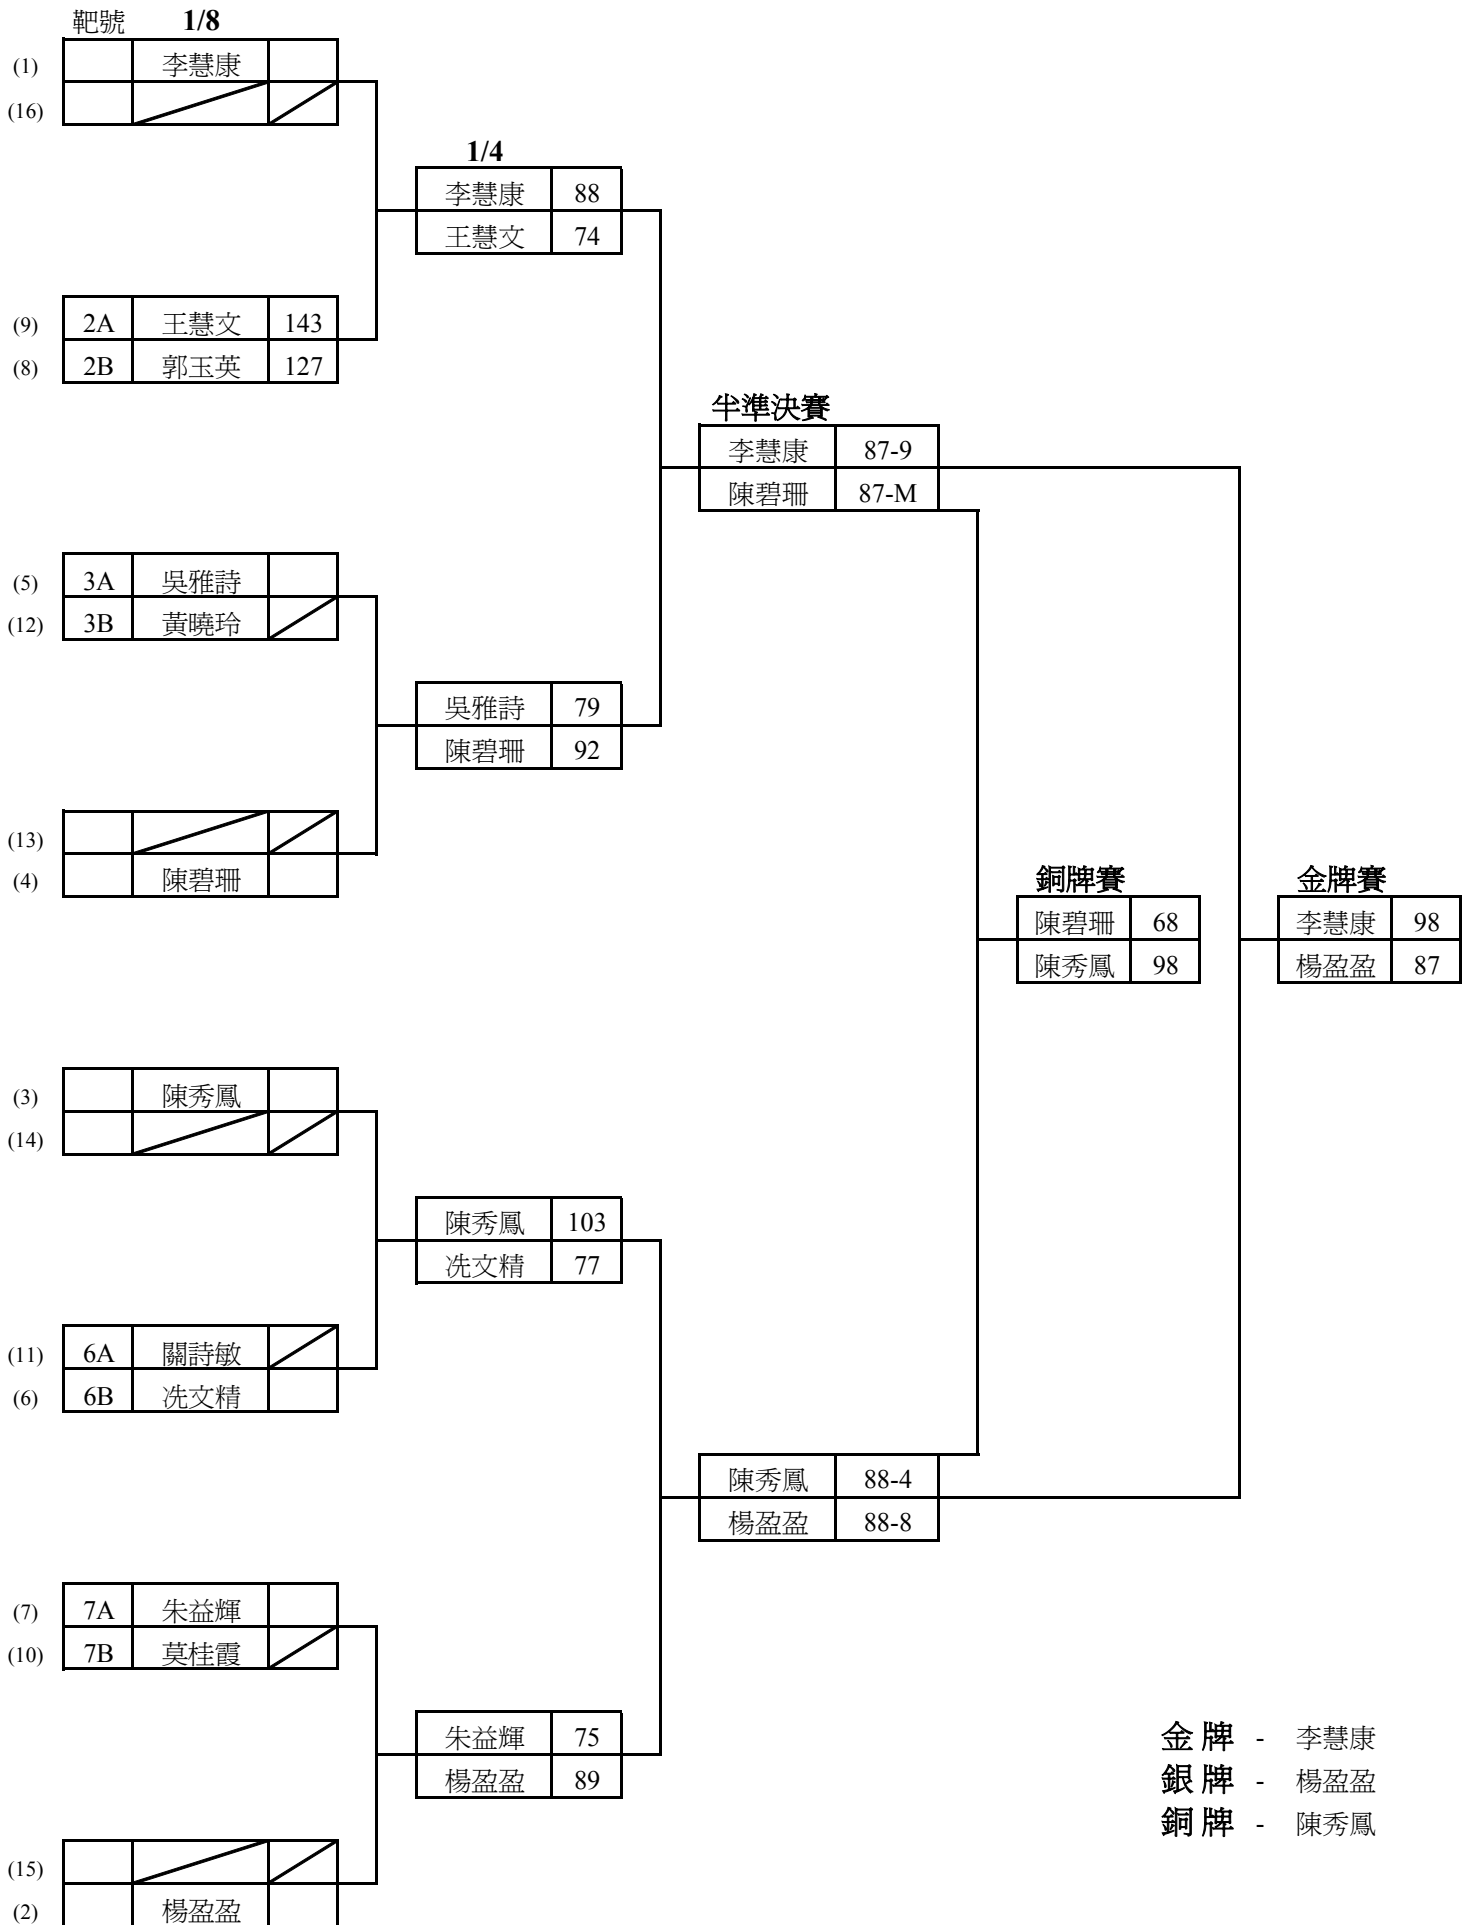 靶號 1/8
(1) 李慧康
(16)
1/4
李慧康 88
王慧文 74
(9) 2A 王慧文 143
(8) 2B 郭玉英 127
半準決賽
李慧康 87-9
陳碧珊 87-M
(5) 3A 吳雅詩
(12) 3B 黃曉玲
吳雅詩 79
陳碧珊 92
(13)
(4) 陳碧珊
銅牌賽 金牌賽
陳碧珊 68 李慧康 98
陳秀鳳 98 楊盈盈 87
(3) 陳秀鳳
(14)
陳秀鳳 103
冼文精 77
(11) 6A 關詩敏
(6) 6B 冼文精
陳秀鳳 88-4
楊盈盈 88-8
(7) 7A 朱益輝
(10) 7B 莫桂霞
朱益輝 75
楊盈盈 89
金牌 - 李慧康
銀牌 - 楊盈盈
銅牌 - 陳秀鳳
(15)
(2) 楊盈盈